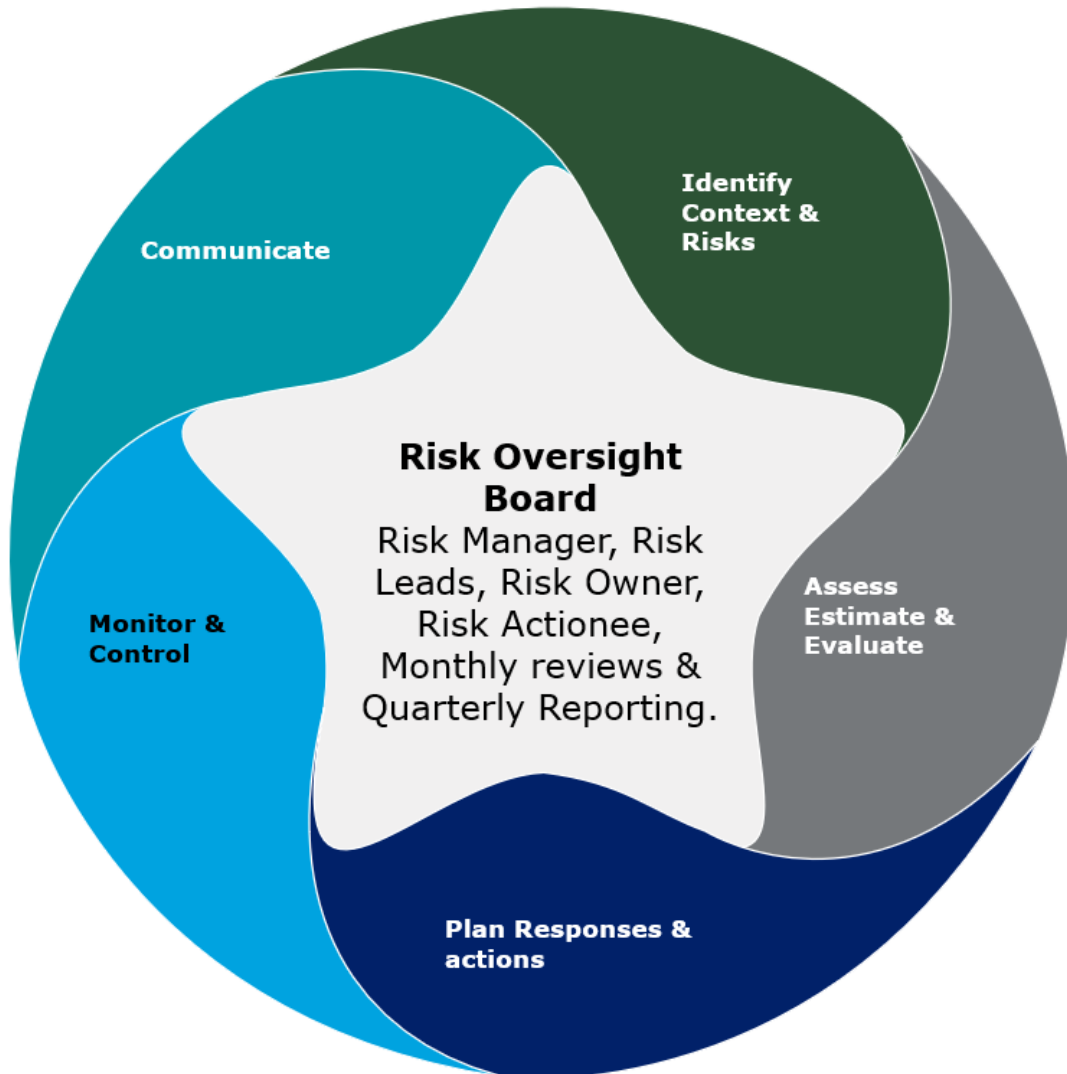 Identify
Context &
Risks
Communicate
Risk Oversight
Board
Risk Manager, Risk
Leads, Risk Owner,
Risk Actionee,
Monthly reviews &
Quarterly Reporting.
Assess
Estimate &
Evaluate
Monitor &
Control
Plan Responses &
actions